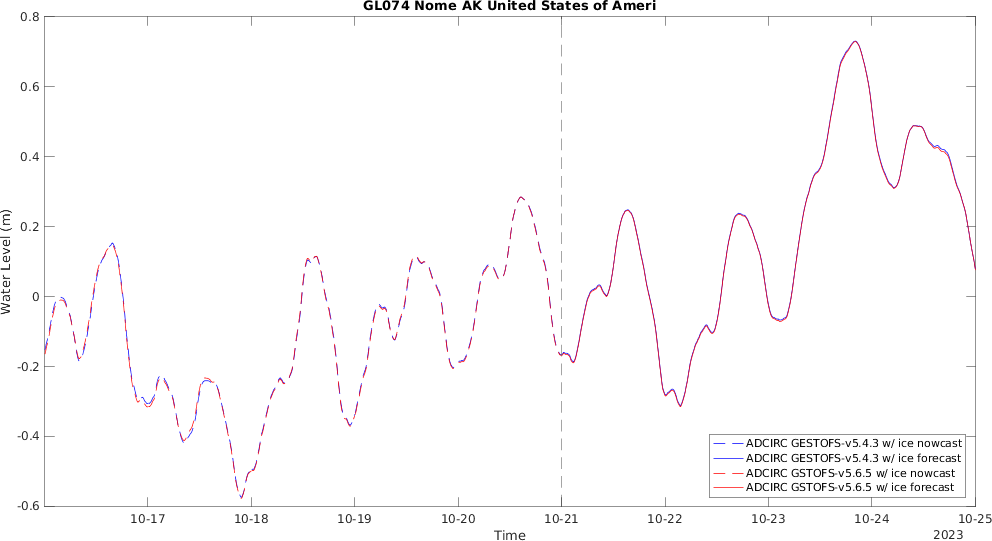 GL074 Nome AK United States of Ameri
Water Level (m)
0.8
0.6
0.4
0.2
0
-0.2
-0.4
-0.6
ADCIRC GESTOFS-v5.4.3 w/ ice nowcast
ADCIRC GESTOFS-v5.4.3 w/ ice forecast
ADCIRC GSTOFS-v5.6.5 w/ ice nowcast
ADCIRC GSTOFS-v5.6.5 w/ ice forecast
10-17 10-18 10-19 10-20 10-21 10-22 10-23 10-24 10-25
Time 2023